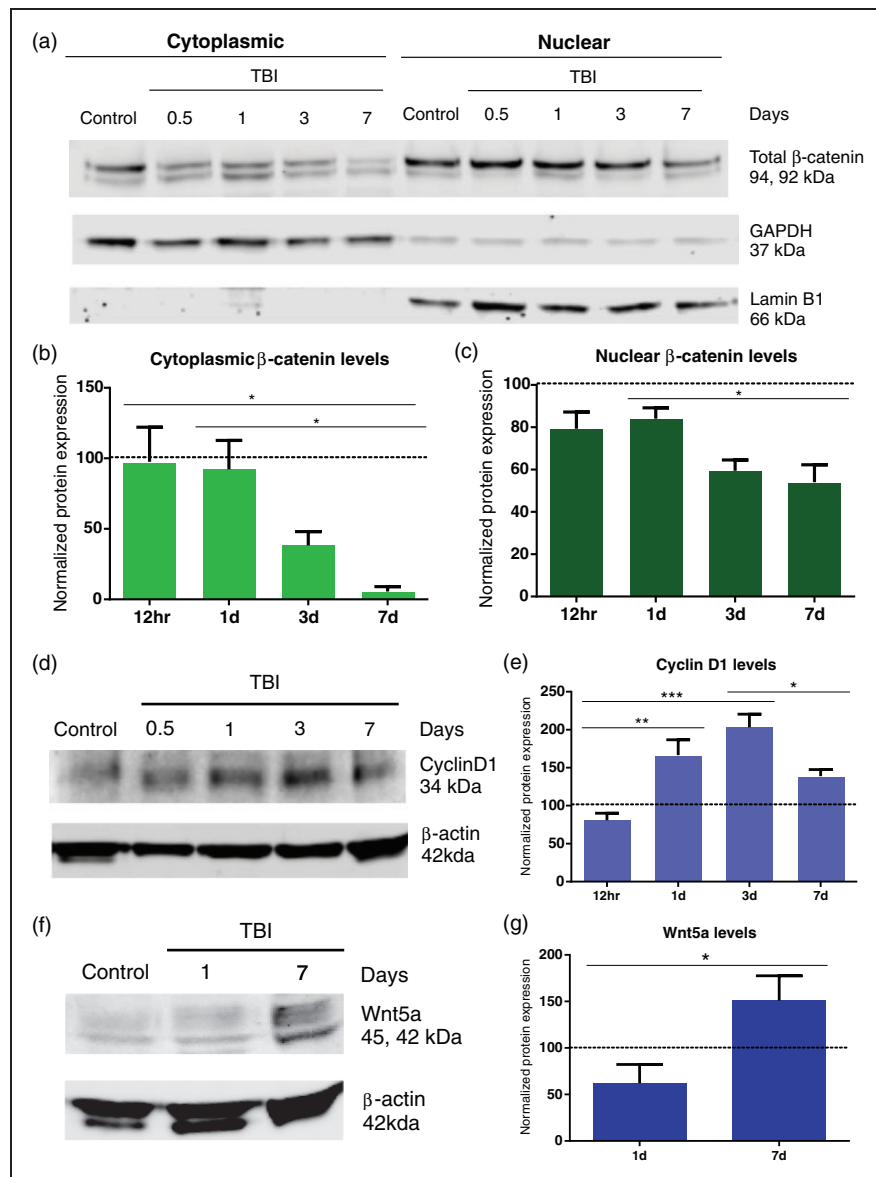 (a)
Cytoplasmic Nuclear
TBI TBI
Control 0.5 1 3 7 Control 0.5 1 3 7 Days
Total β-catenin
94, 92 kDa
GAPDH
37 kDa
Lamin B1
66 kDa
(b)
Cytoplasmic β-catenin levels
Normalized protein expression
150
100
50
0
*
*
12hr 1d 3d 7d
(c)
Nuclear β-catenin levels
Normalized protein expression
100
80
60
40
20
0
*
12hr 1d 3d 7d
(d)
TBI
Control 0.5 1 3 7 Days
CyclinD1
34 kDa
β-actin
42kda
(e)
Cyclin D1 levels
Normalized protein expression
250
200
150
100
50
0
***
*
**
12hr 1d 3d 7d
(f)
TBI
Control 1 7 Days
Wnt5a
45, 42 kDa
β-actin
42kda
(g)
Wnt5a levels
Normalized protein expression
200
150
100
50
0
*
1d 7d